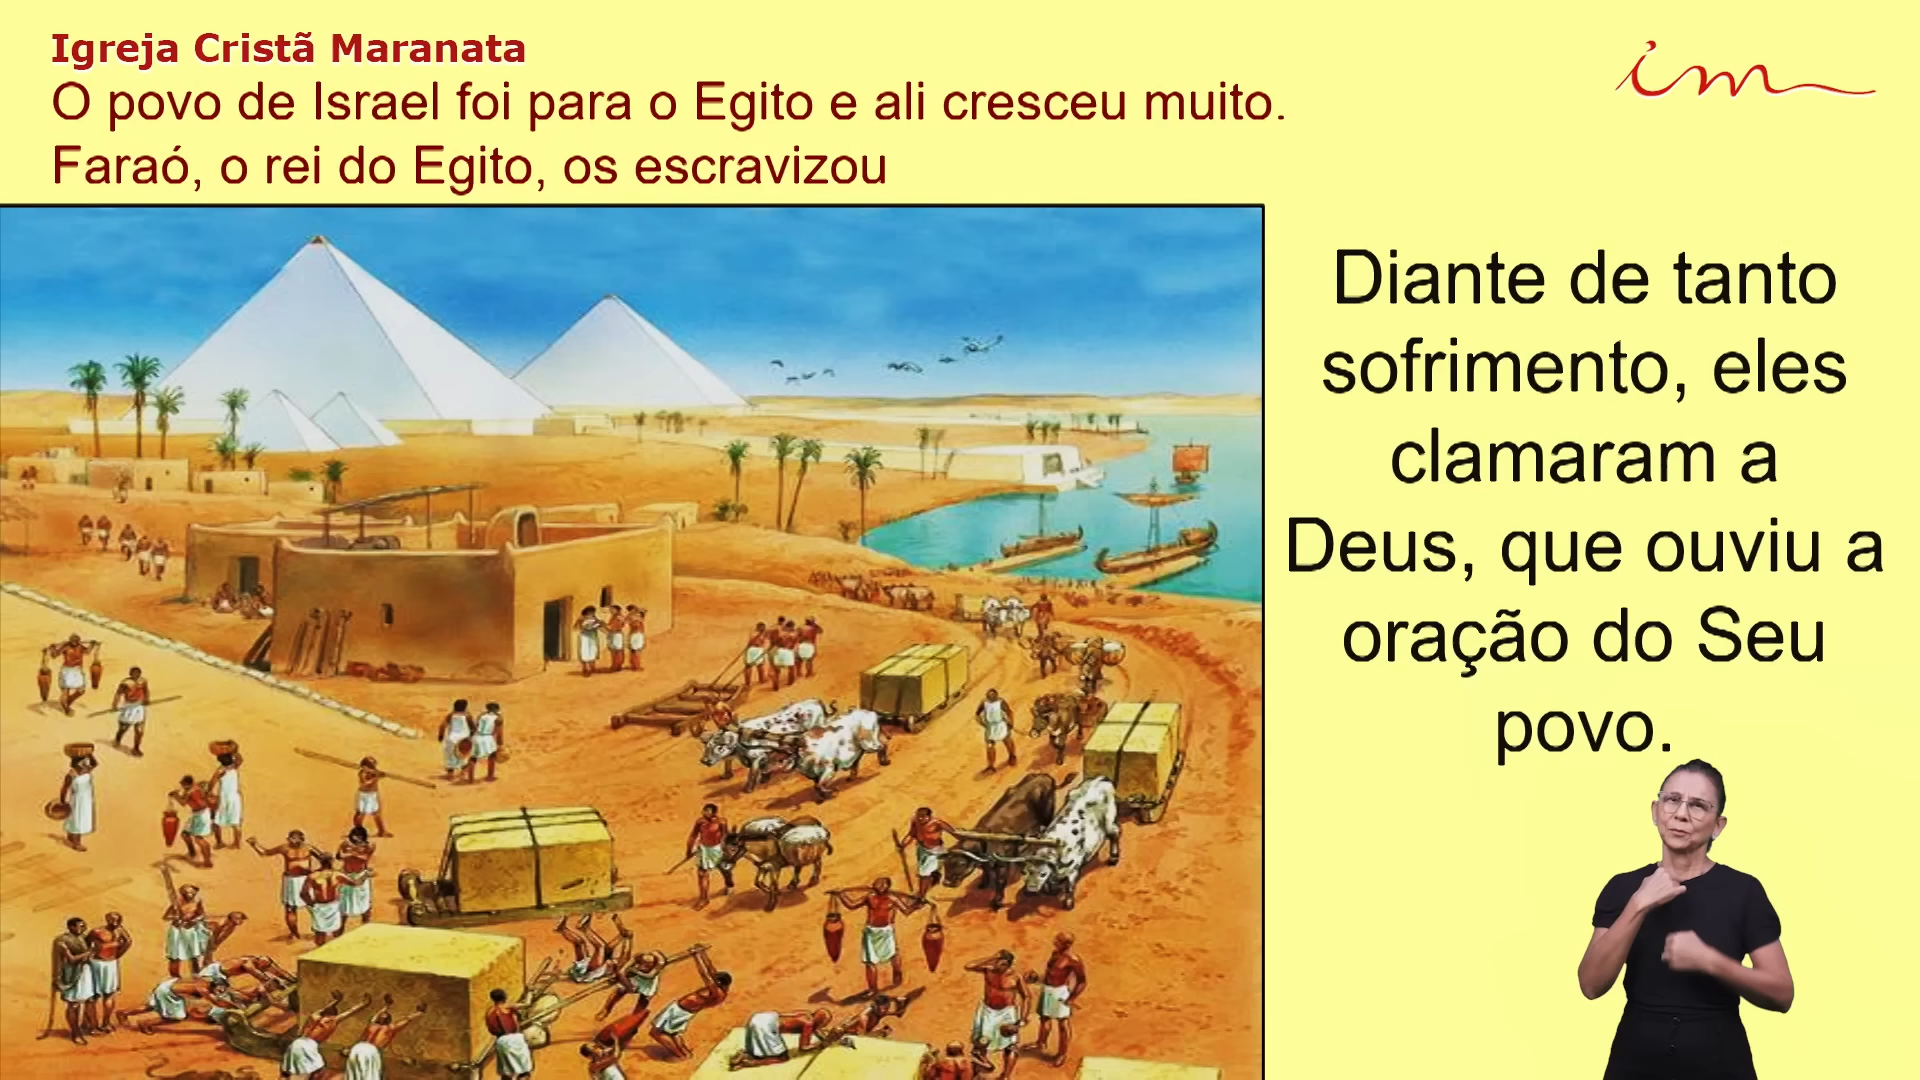 Igreja Cristã Maranata
O povo de Israel foi para o Egito e ali cresceu muito.
Faraó, o rei do Egito, os escravizou
im
Diante de tanto
sofrimento, eles
clamaram a
Deus, que ouviu a
oração do Seu
povo.